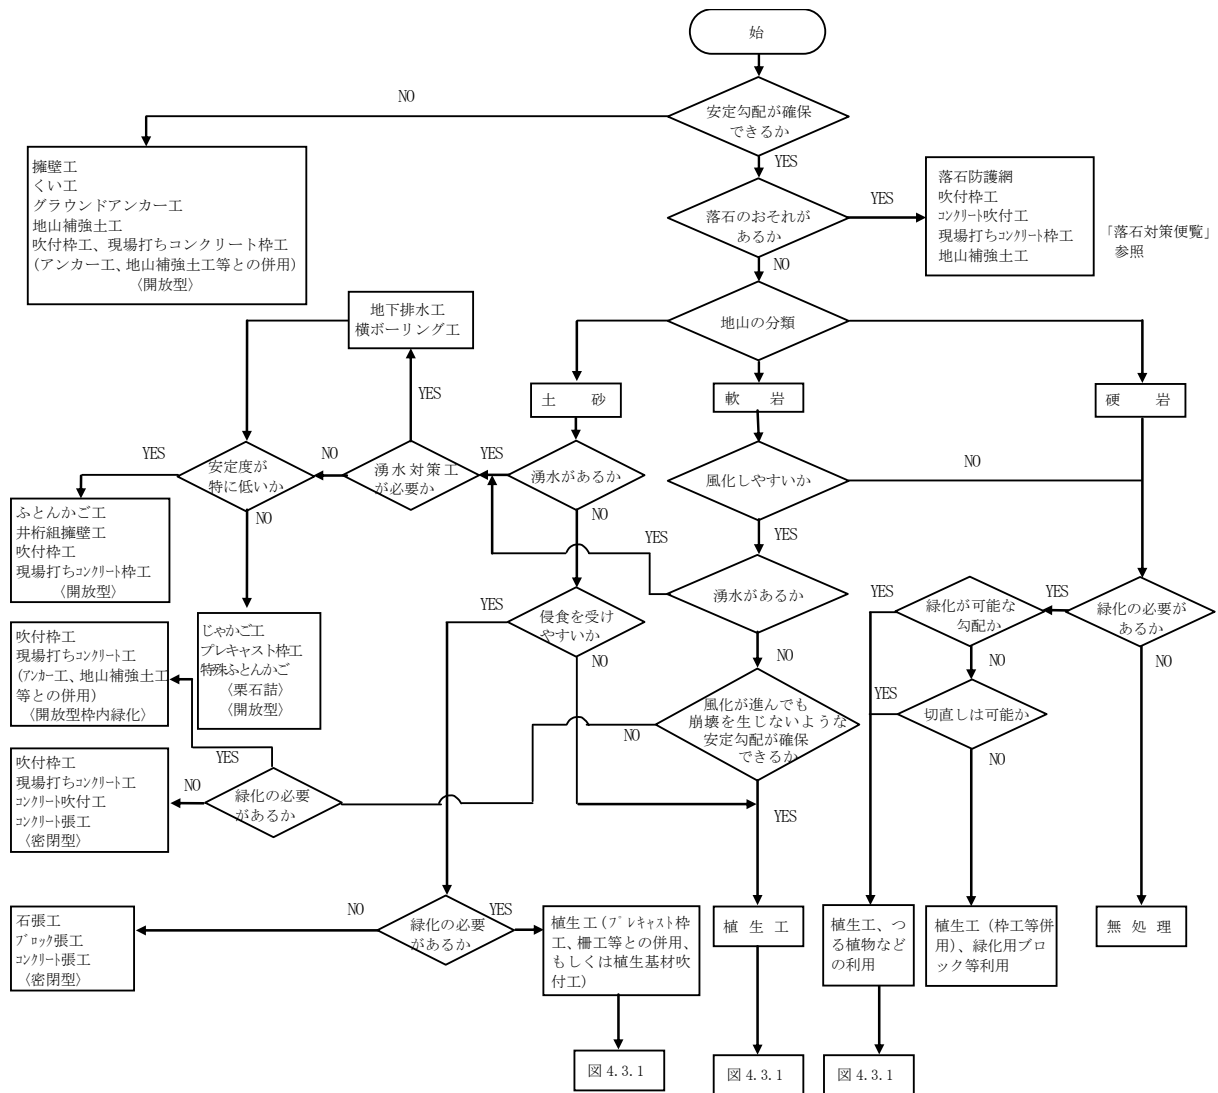 始
安定勾配が確保
できるか
NO
YES
擁壁工
くい工
グラウンドアンカー工
地山補強土工
吹付枠工、現場打ちコンクリート枠工
(アンカー工、地山補強土工等との併用)
〈開放型〉
落石のおそれが
あるか
YES
NO
落石防護網
吹付枠工
コンクリート吹付工
現場打ちコンクリート枠工
地山補強土工
「落石対策便覧」
参照
地山の分類
地下排水工
横ボーリング工
YES
土 砂
軟 岩
硬 岩
安定度が
特に低いか
YES
NO
NO
湧水対策工
が必要か
YES
湧水があるか
NO
風化しやすいか
NO
YES
ふとんかご工
井桁組擁壁工
吹付枠工
現場打ちコンクリート枠工
〈開放型〉
YES
湧水があるか
NO
じゃかご工
プレキャスト枠工
特殊ふとんかご
〈栗石詰〉
〈開放型〉
YES
侵食を受け
やすいか
NO
YES
緑化が可能な
勾配か
NO
YES
緑化の必要が
あるか
NO
吹付枠工
現場打ちコンクリート工
(アンカー工、地山補強土工
等との併用)
〈開放型枠内緑化〉
風化が進んでも
崩壊を生じないような
安定勾配が確保
できるか
NO
YES
YES
切直しは可能か
NO
吹付枠工
現場打ちコンクリート工
コンクリート吹付工
コンクリート張工
〈密閉型〉
YES
NO
緑化の必要
があるか
石張工
ブロック張工
コンクリート張工
〈密閉型〉
NO
緑化の必要
があるか
YES
植生工(プレキャスト枠
工、柵工等との併用、
もしくは植生基材吹
付工)
植 生 工
植生工、つ
る植物など
の利用
植生工(枠工等併
用)、緑化用ブ
ロック等利用
無 処 理
図 4.3.1
図 4.3.1
図 4.3.1